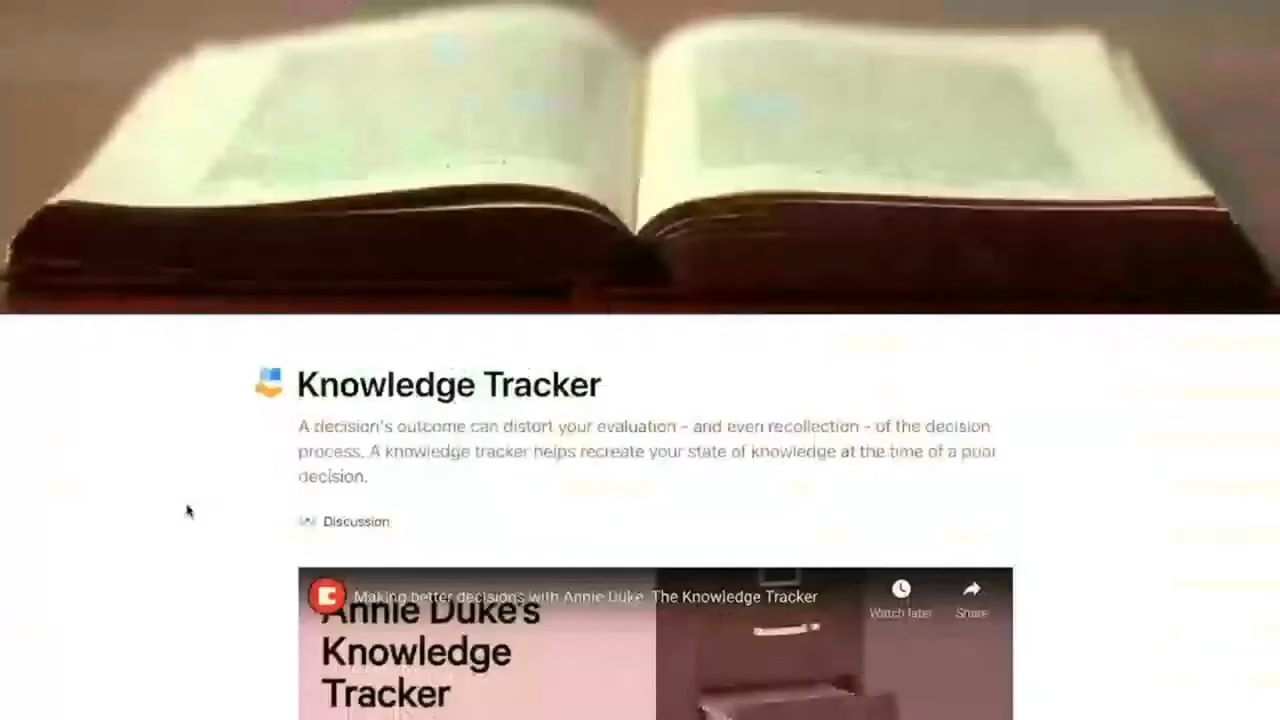 Knowledge Tracker
A decision's outcome can distort your evaluation - and even recollection - of the decision
process. A knowledge tracker helps recreate your state of knowledge at the time of a poor
decision.
Discussion
Making better decisions with Annie Duke: The Knowledge Tracker
Watch later
Share
Annie Duke's
Knowledge
Tracker